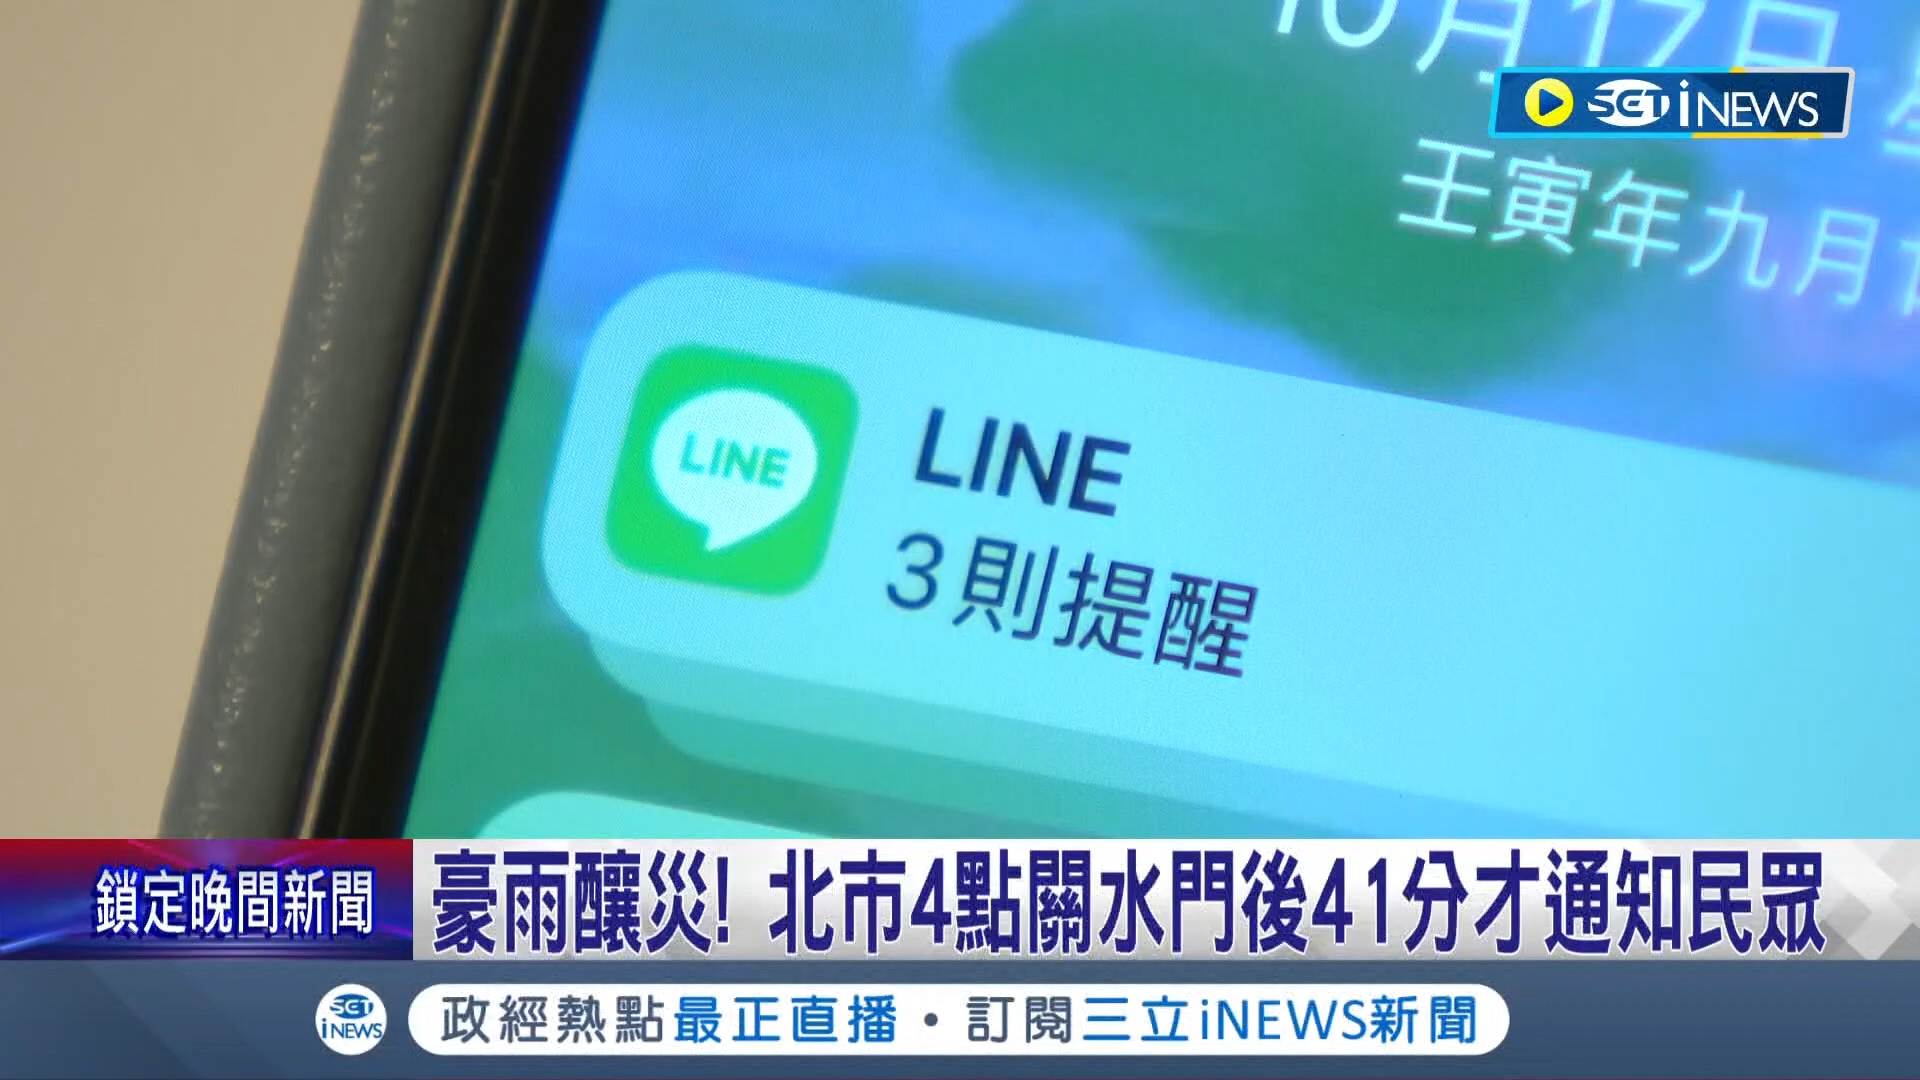 10月17日
SET iNEWS
壬寅年九月
LINE
LINE
3則提醒
鎖定晚間新聞
豪雨釀災! 北市4點關水門後41分才通知民眾
SET iNEWS
政經熱點最正直播・訂閱三立iNEWS新聞